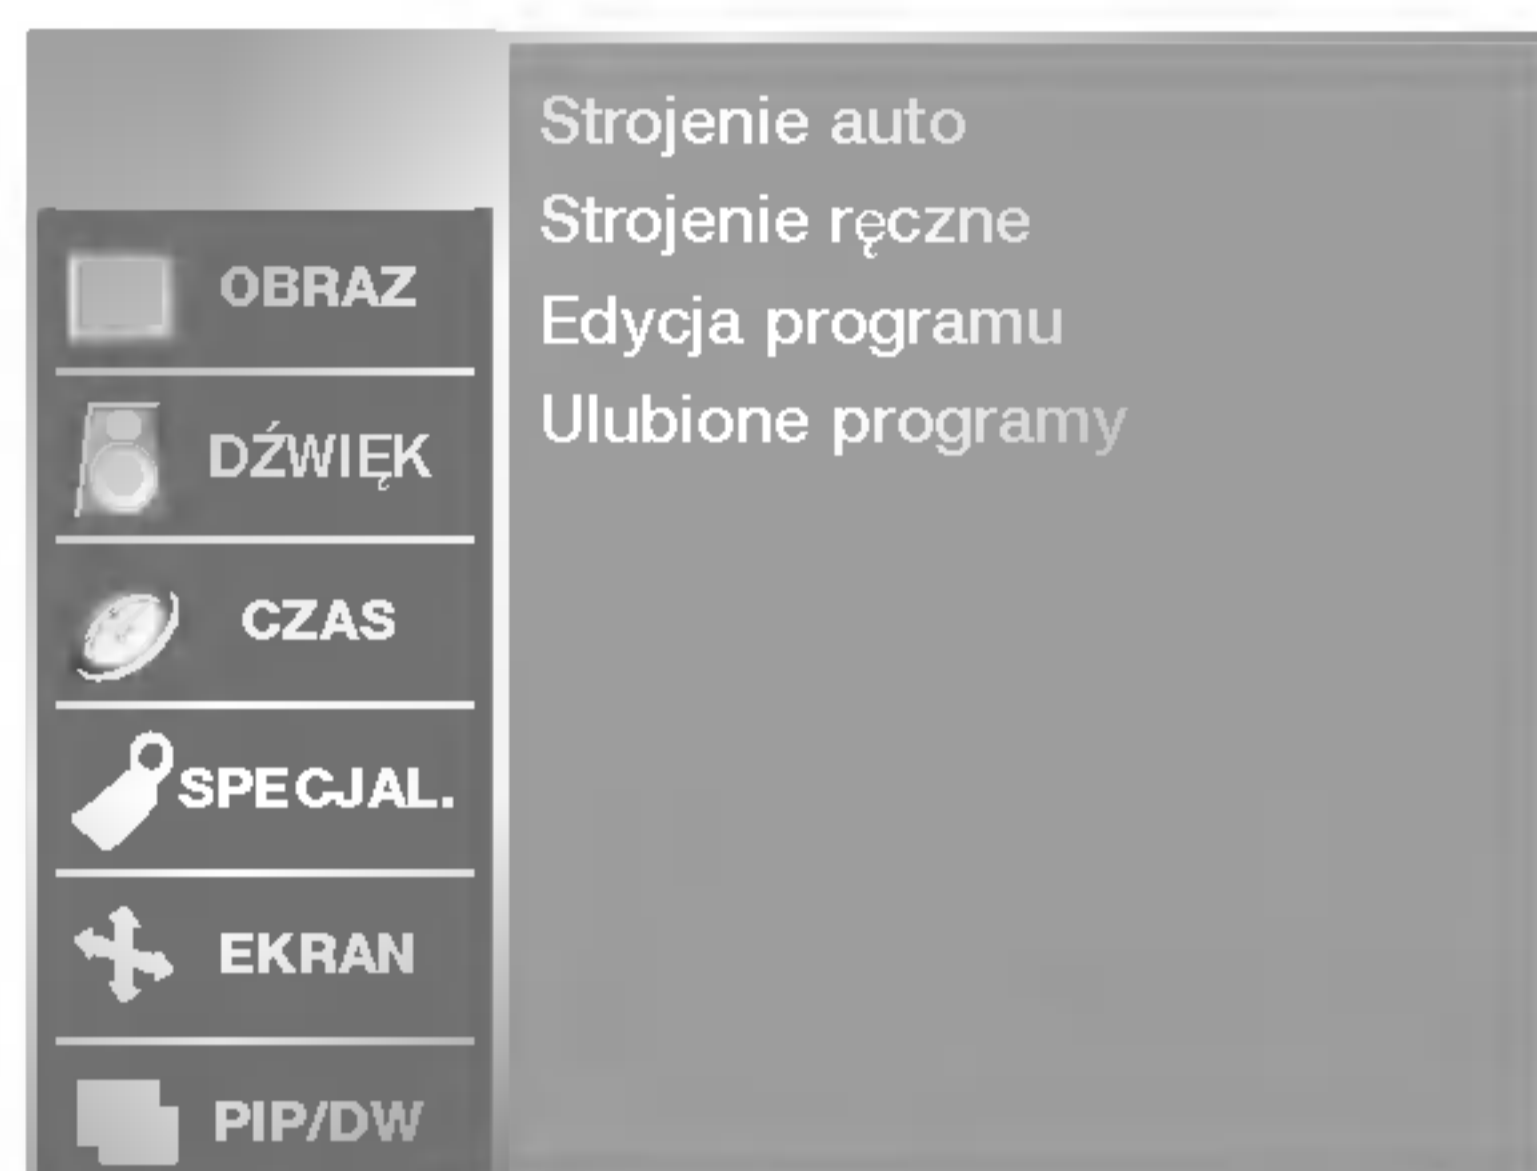 Strojenie auto
Strojenie ręczne
Edycja programu
Ulubione programy
OBRAZ
DŹWIĘK
CZAS
SPECJAL.
EKRAN
PIP/DW